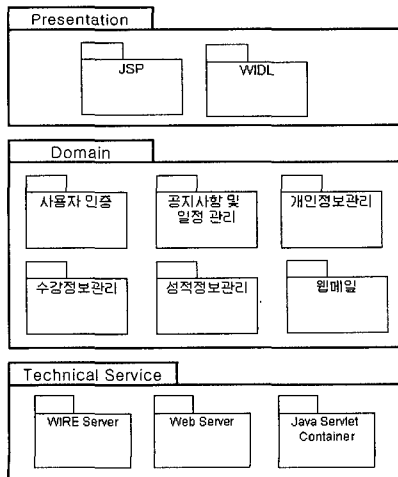 Presentation
JSP
WIDL
Domain
사용자 인증
공지사항 및
일정 관리
개인정보관리
수강정보관리
성적정보관리
웹메일
Technical Service
WIRE Server
Web Server
Java Servlet
Container